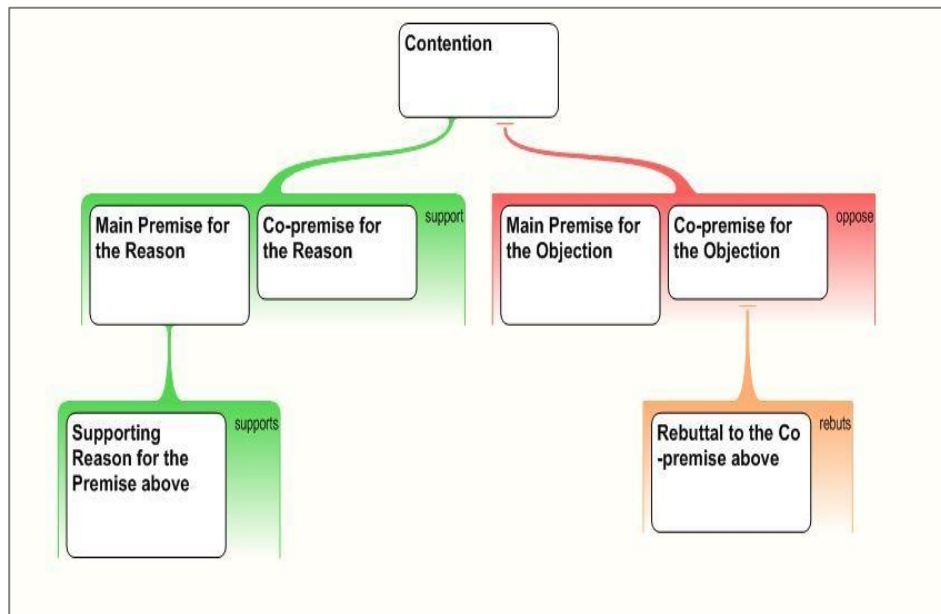 Contention
Main Premise for
the Reason
Co-premise for
the Reason
support
Main Premise for
the Objection
Co-premise for
the Objection
oppose
Supporting
Reason for the
Premise above
supports
Rebuttal to the Co
-premise above
rebuts